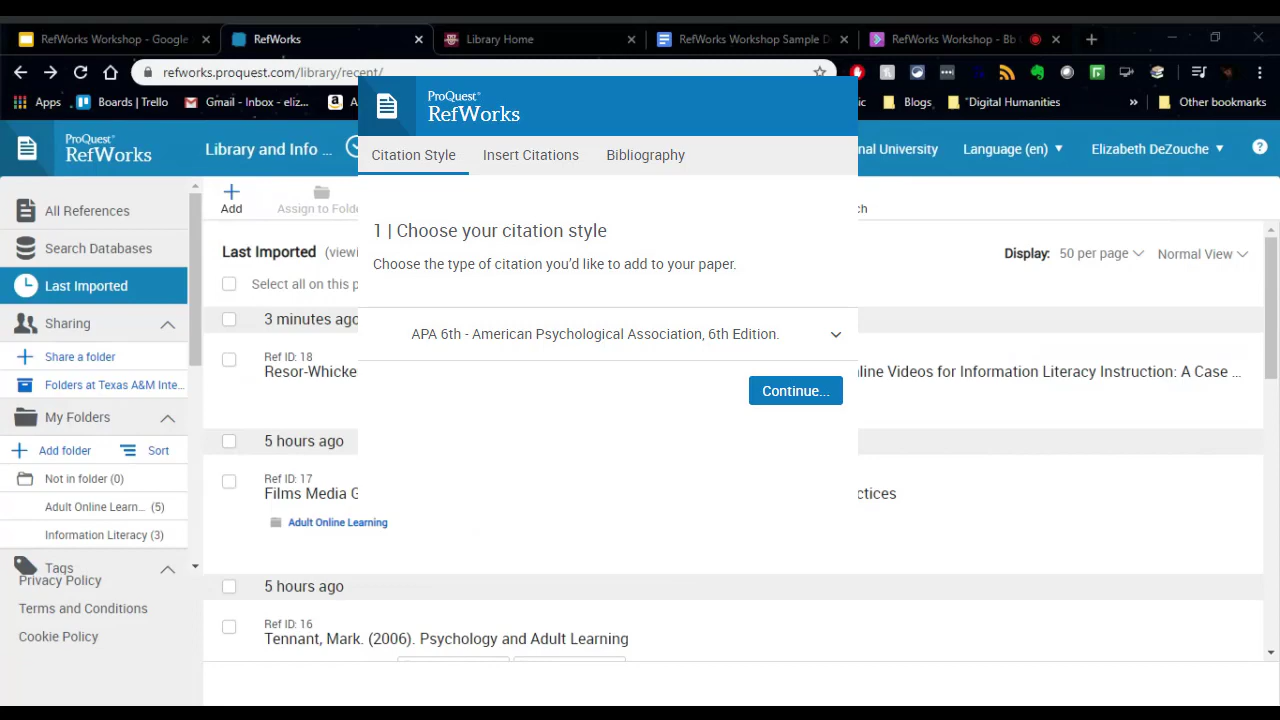 RefWorks Workshop - Google
RefWorks
Library Home
RefWorks Workshop Sample D
RefWorks Workshop - Bb
refworks.proquest.com/library/recent/
Apps
Boards | Trello
Gmail - Inbox - eliz...
Blogs
"Digital Humanities
»
Other bookmarks
ProQuest®
RefWorks
Library and Info ...
nal University
Language (en)
Elizabeth DeZouche
?
ProQuest®
RefWorks
Citation Style
Insert Citations
Bibliography
1 | Choose your citation style
Choose the type of citation you'd like to add to your paper.
APA 6th - American Psychological Association, 6th Edition.
Continue...
All References
Search Databases
Last Imported
Sharing
Share a folder
Folders at Texas A&M Inte...
My Folders
Add folder
Sort
Not in folder (0)
Adult Online Learn... (5)
Information Literacy (3)
Tags
Privacy Policy
Terms and Conditions
Cookie Policy
Add
Assign to Folde
ch
Last Imported (viewi
Display: 50 per page
Normal View
Select all on this p
3 minutes ago
Ref ID: 18
Resor-Whicke
line Videos for Information Literacy Instruction: A Case ...
5 hours ago
Ref ID: 17
Films Media G
ctices
Adult Online Learning
5 hours ago
Ref ID: 16
Tennant, Mark. (2006). Psychology and Adult Learning